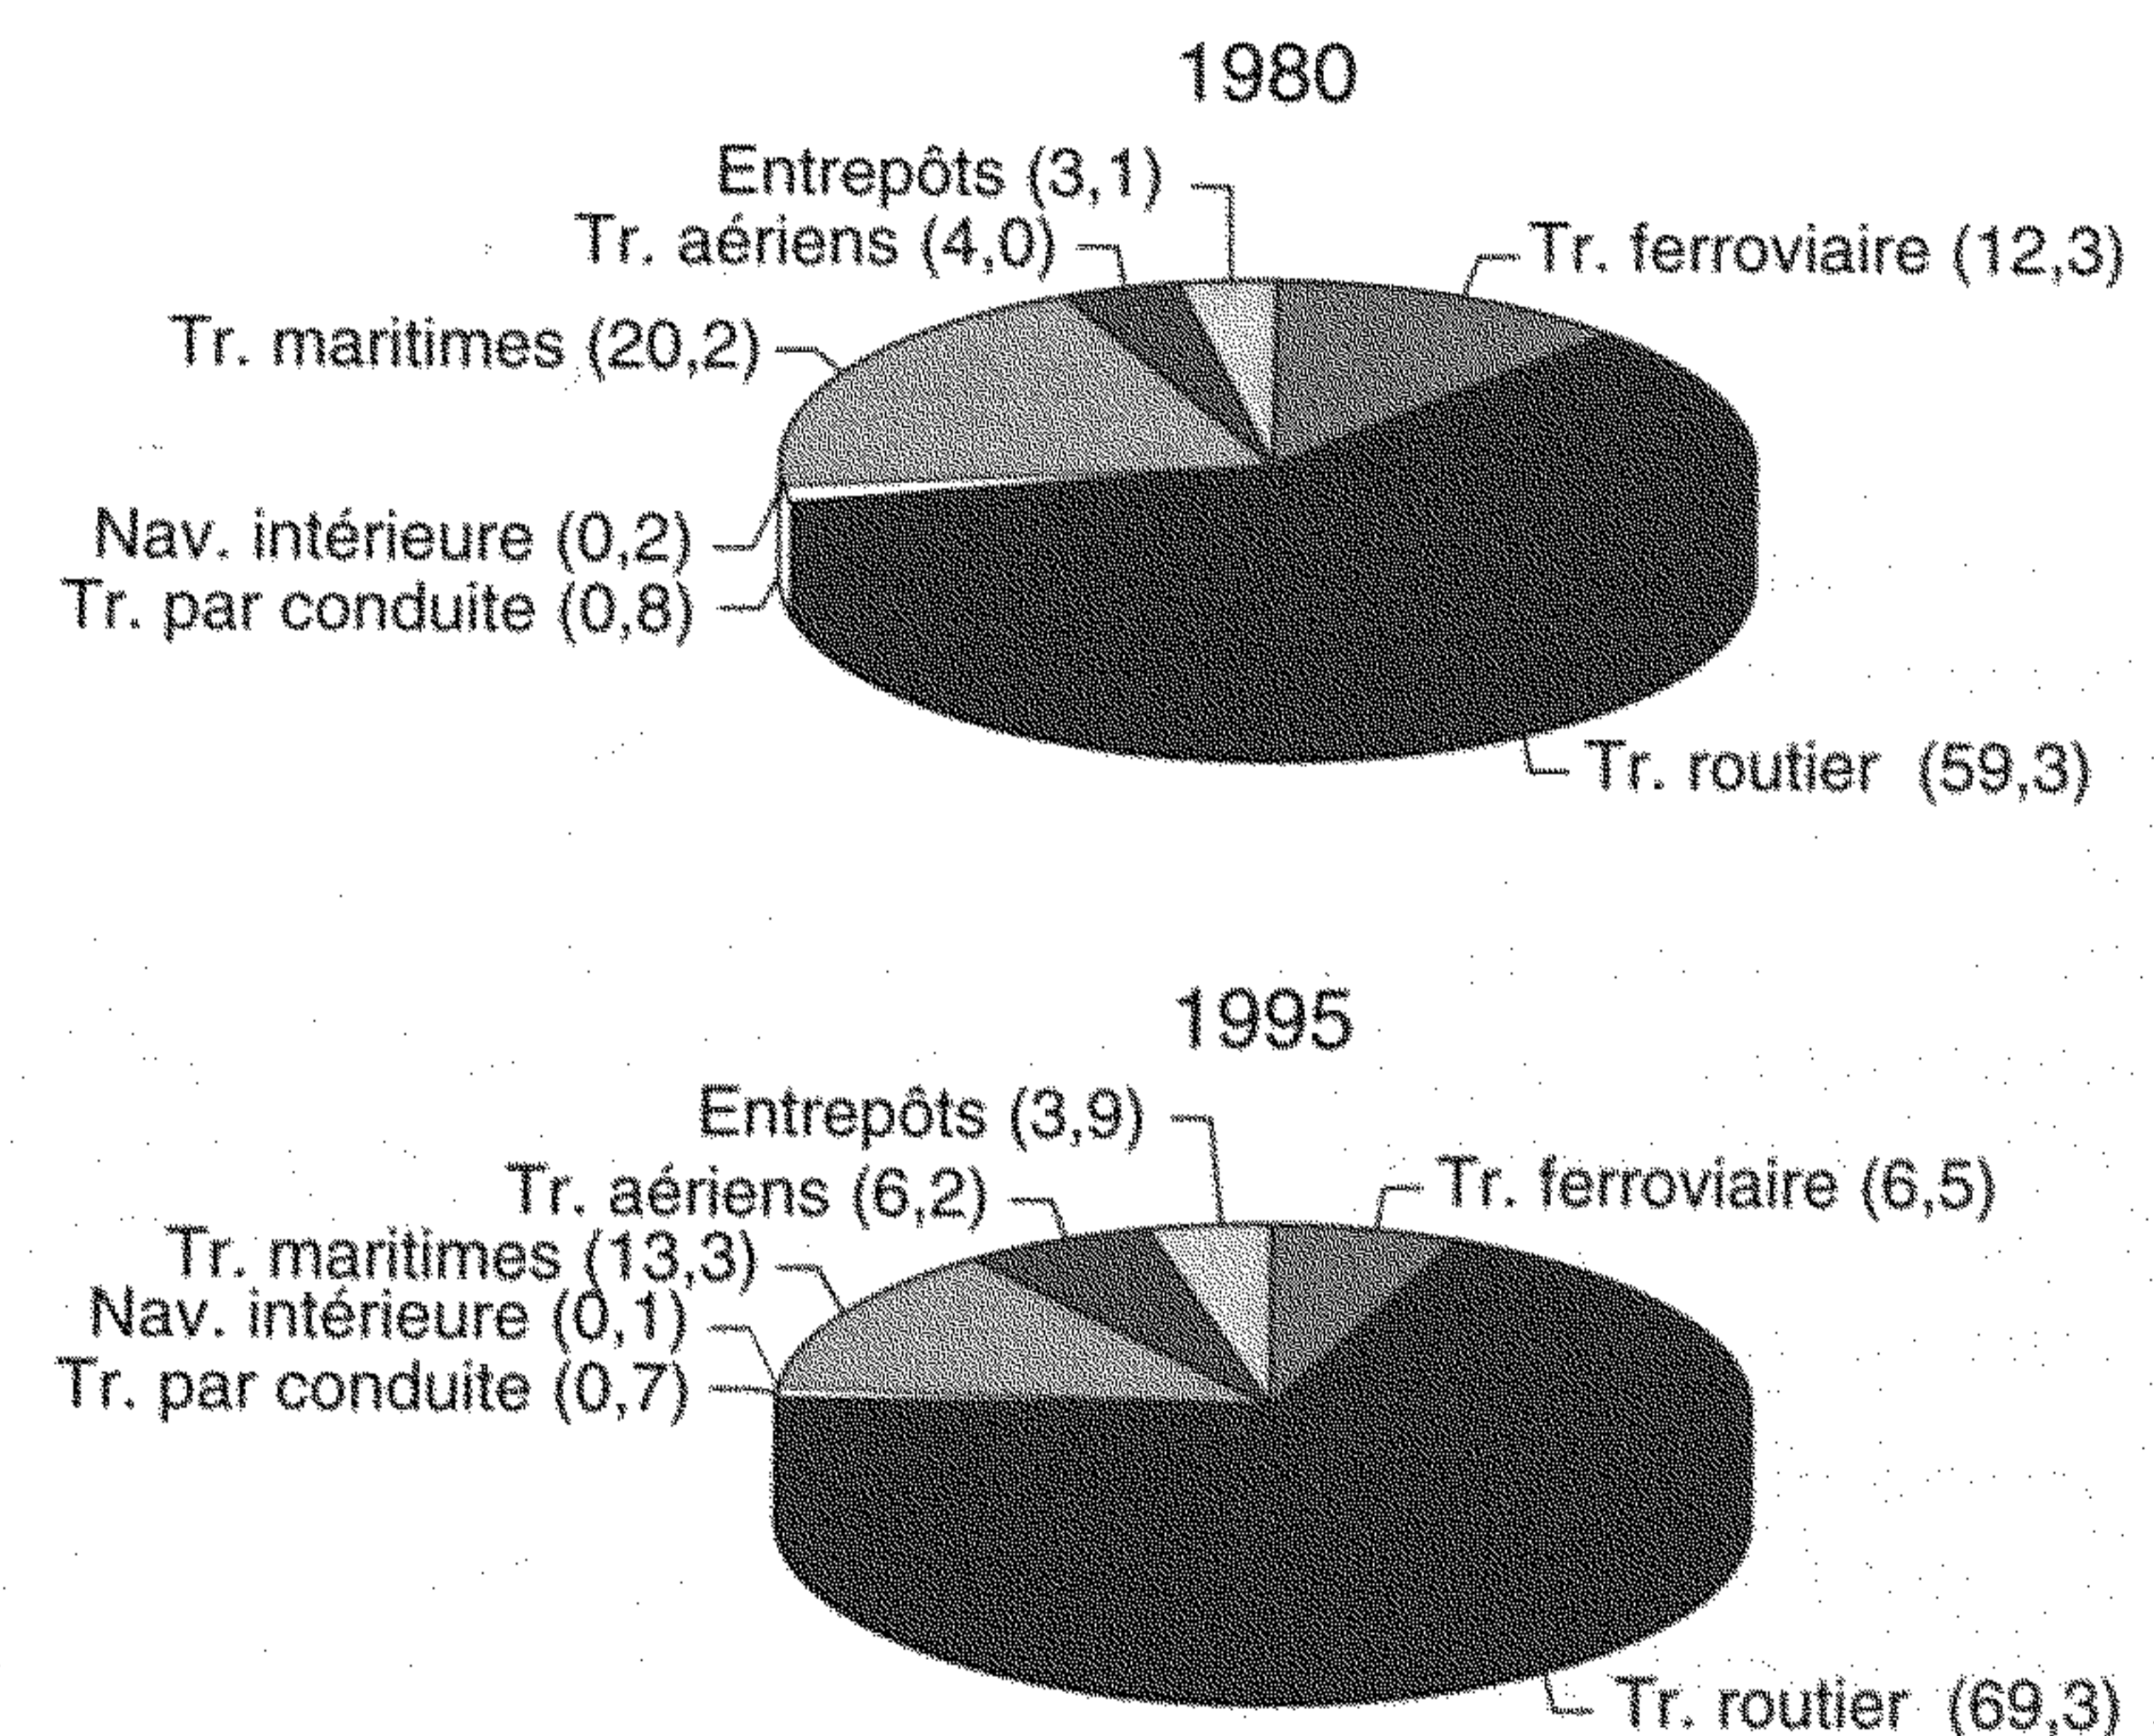 1980
Entrepôts (3,1)
Tr. aériens (4,0)
Tr. ferroviaire (12,3)
Tr. maritimes (20,2)
Nav. intérieure (0,2)
Tr. par conduite (0,8)
Tr. routier (59,3)
1995
Entrepôts (3,9)
Tr. aériens (6,2)
Tr. ferroviaire (6,5)
Tr. maritimes (13,3)
Nav. intérieure (0,1)
Tr. par conduite (0,7)
Tr. routier (69,3)